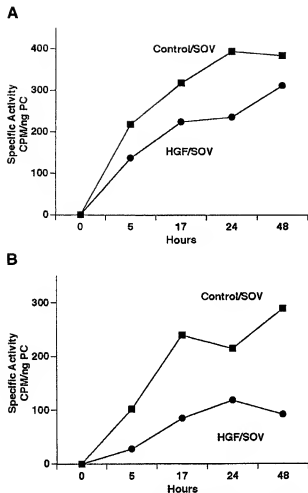 A
Control/SOV
400
300
200
100
0
Specific Activity
CPM/ng PC
HGF/SOV
0 5 17 24 48
Hours
B
Control/SOV
300
200
100
0
Specific Activity
CPM/ng PC
HGF/SOV
0 5 17 24 48
Hours